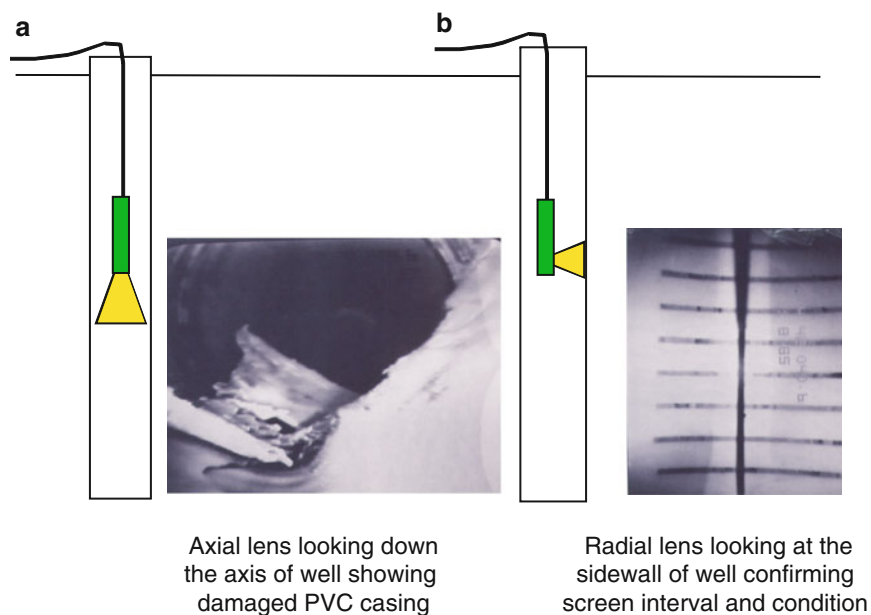 a
b
Axial lens looking down
the axis of well showing
damaged PVC casing
Radial lens looking at the
sidewall of well confirming
screen interval and condition